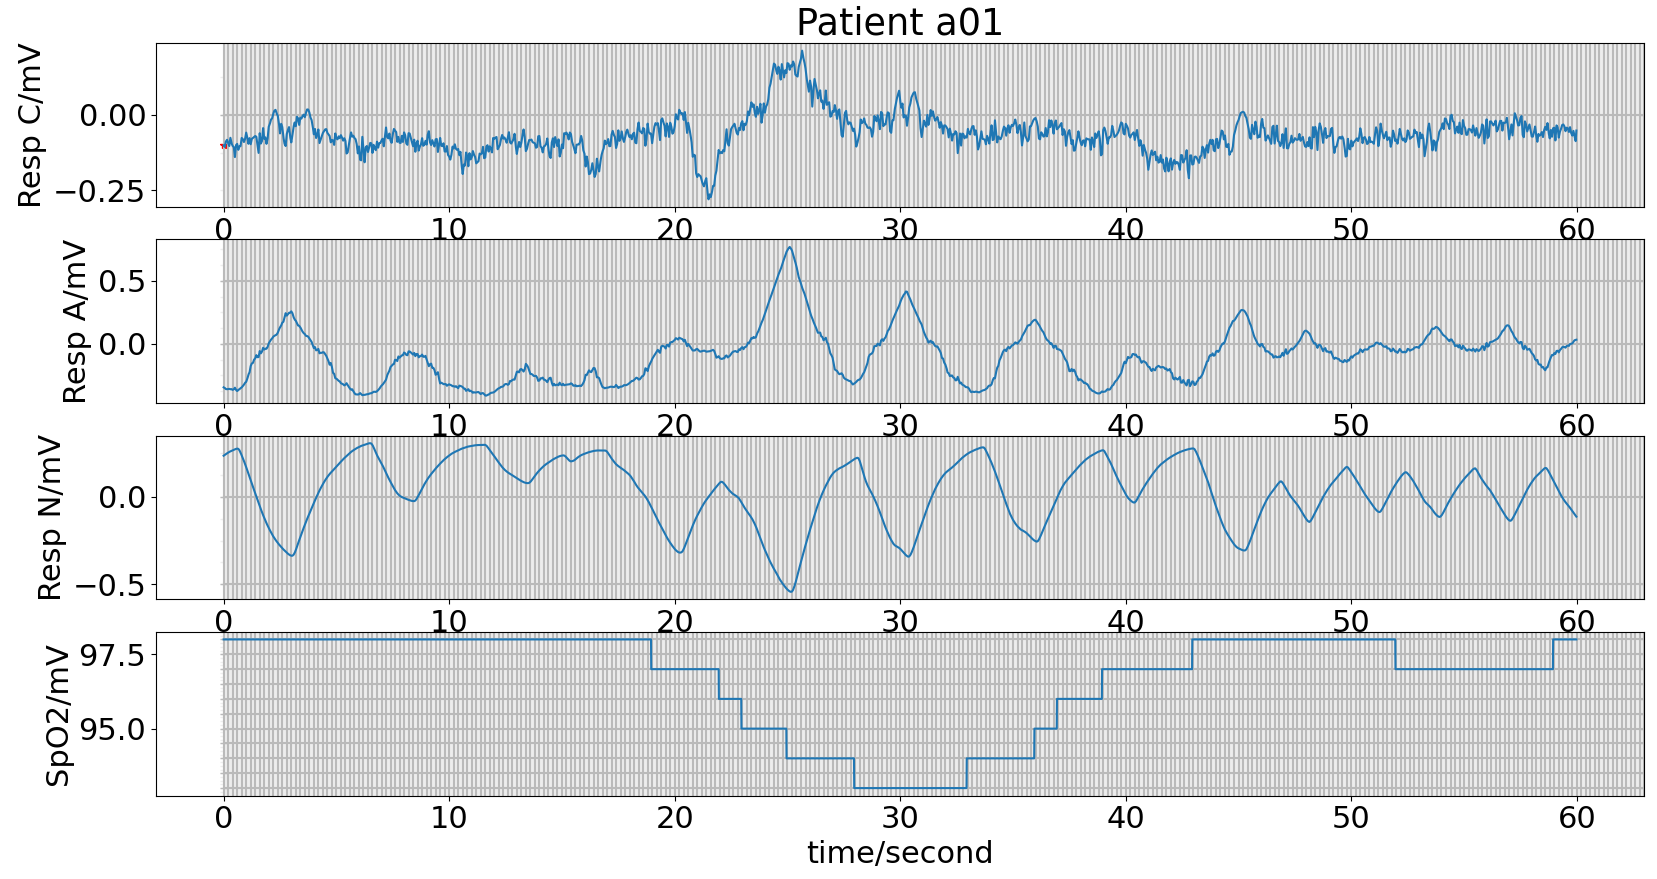 Patient a01
Resp C/mV
0.00
−0.25
0 10 20 30 40 50 60
Resp A/mV
0.5
0.0
0 10 20 30 40 50 60
Resp N/mV
0.0
−0.5
0 10 20 30 40 50 60
SpO2/mV
97.5
95.0
0 10 20 30 40 50 60
time/second